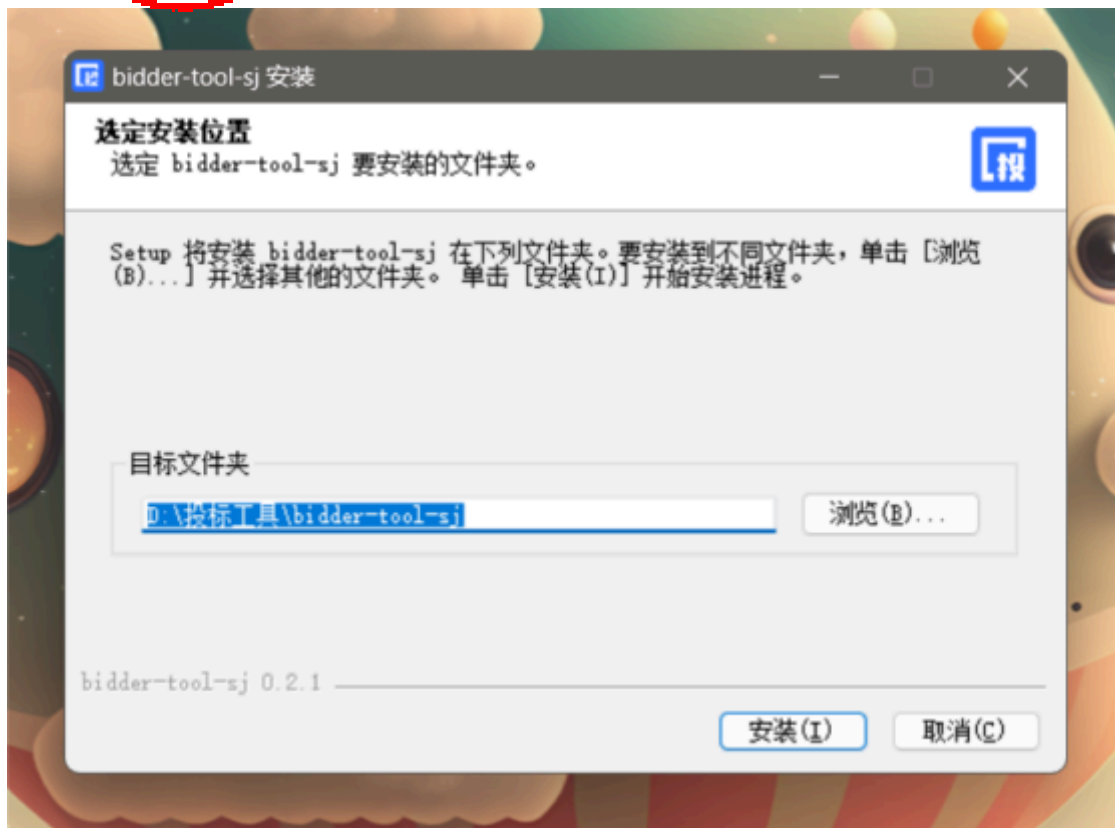 bidder-tool-sj 安装
选定安装位置
选定 bidder-tool-sj 要安装的文件夹。
投
Setup 将安装 bidder-tool-sj 在下列文件夹。要安装到不同文件夹，单击 [浏览
(B)...] 并选择其他的文件夹。 单击 [安装(I)] 开始安装进程。
目标文件夹
D:\投标工具\bidder-tool-sj
浏览(B)...
bidder-tool-sj 0.2.1
安装(I)
取消(C)